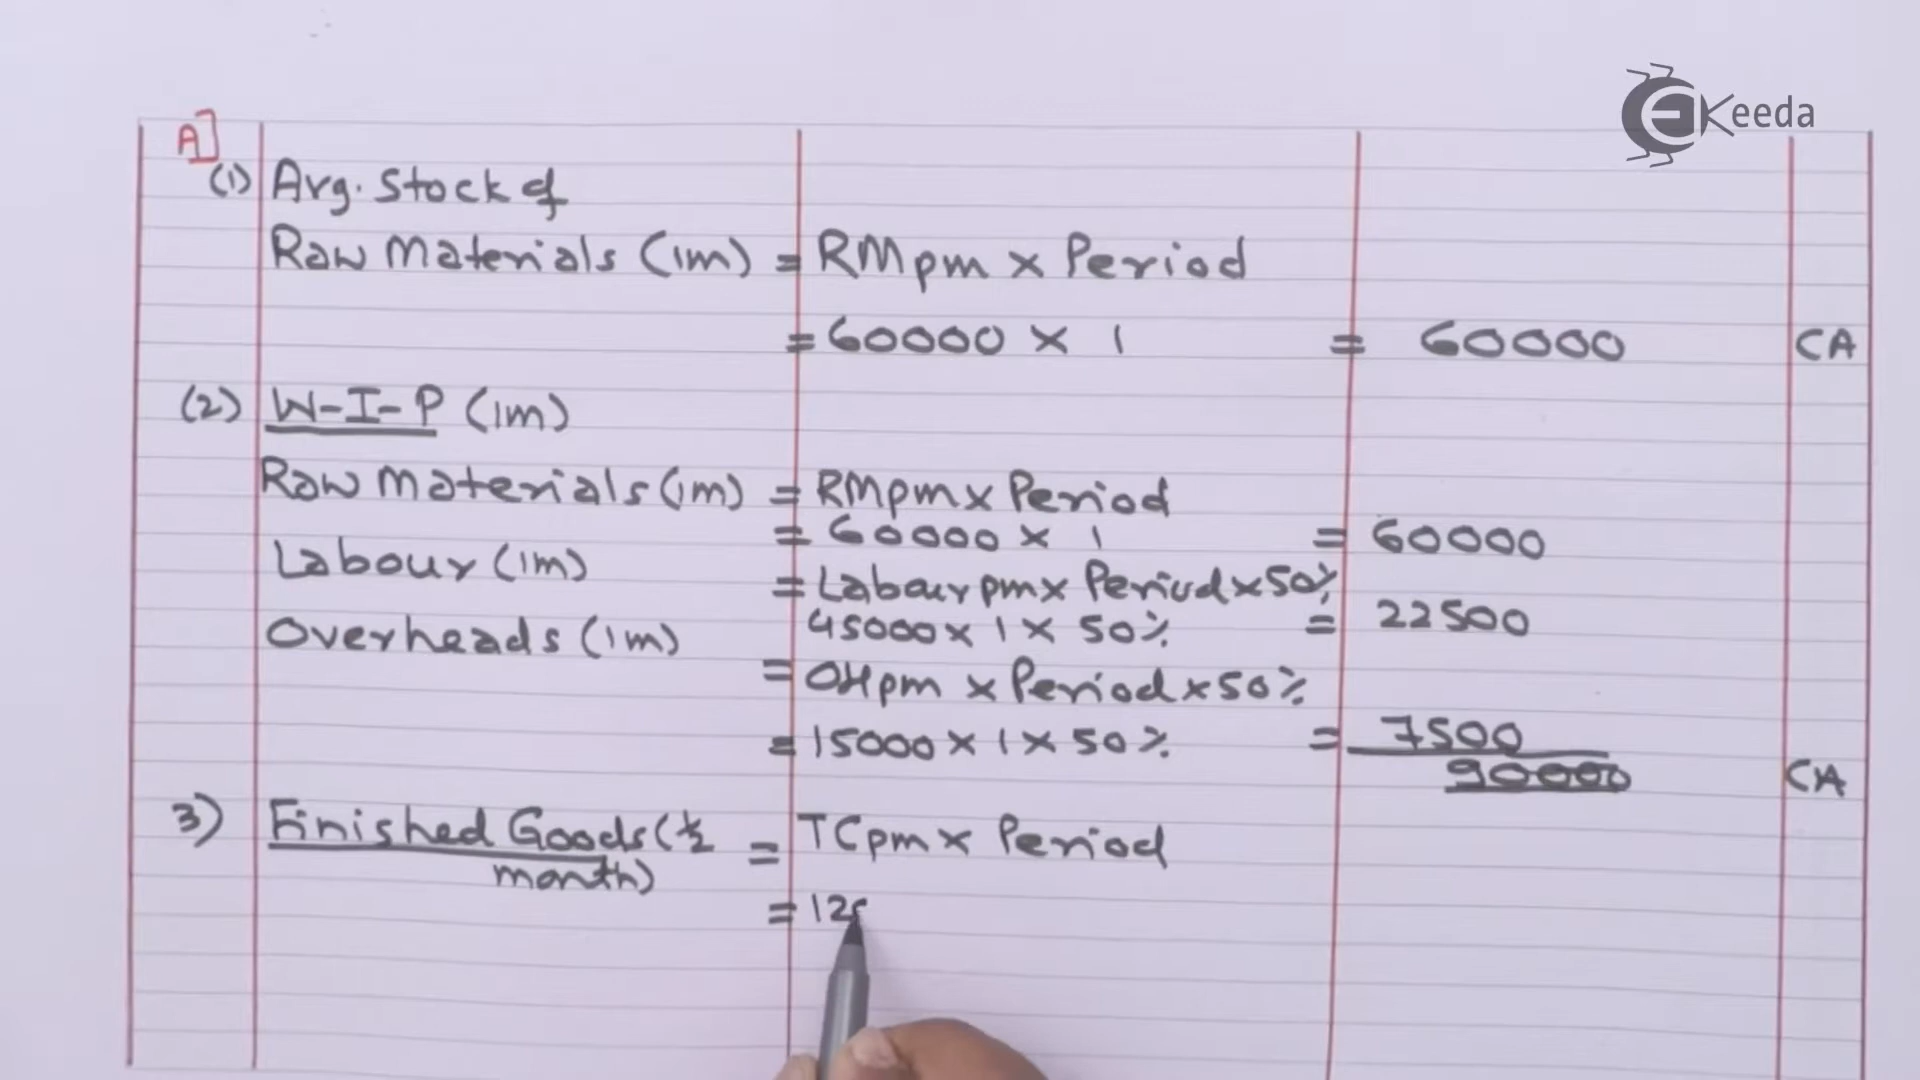 EKeeda
A]
(1) Avg. Stock of
Raw Materials (1m) = RMpm x Period
= 60000 x 1 = 60000 CA
(2) W-I-P (1m)
Raw Materials (1m) = RMpm x Period
= 60000 x 1 = 60000
Labour (1m) = Labour pm x Period x 50%
45000 x 1 x 50% = 22500
Overheads (1m) = OHpm x Period x 50%
= 15000 x 1 x 50% = 7500
90000 CA
3) Finished Goods (½ = TCpm x Period
month)
= 12